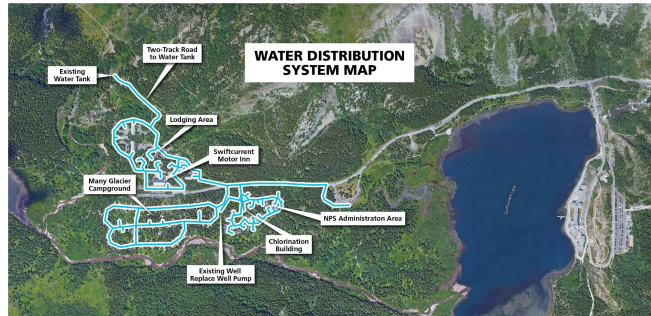 WATER DISTRIBUTION
SYSTEM MAP
Two-Track Road
to Water Tank
Existing
Water Tank
Lodging Area
Swiftcurrent
Motor Inn
Many Glacier
Campground
NPS Administraton Area
Chlorination
Building
Existing Well
Replace Well Pump